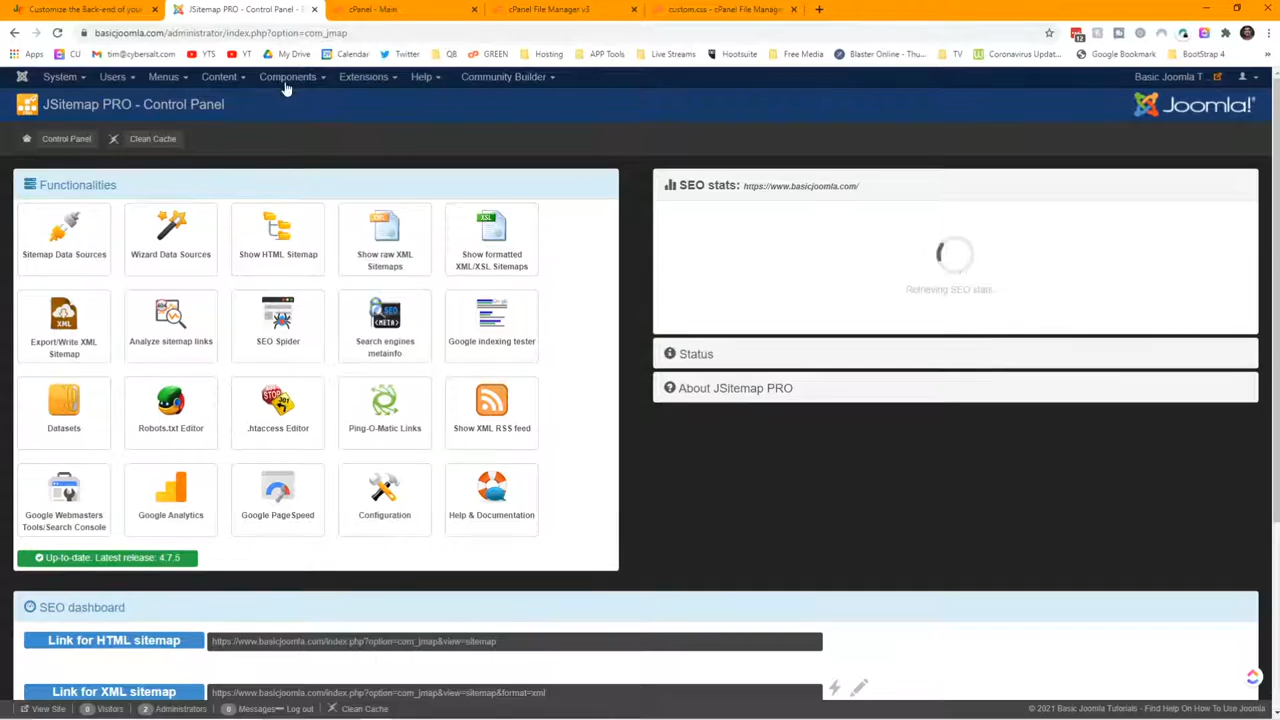 Customize the Back-end of your
JSitemap PRO - Control Panel -
cPanel - Main
cPanel File Manager v3
custom.css - cPanel File Manager
basicjoomla.com/administrator/index.php?option=com_jmap
12
Apps CU tim@cybersalt.com YTS YT My Drive Calendar Twitter QB GREEN Hosting APP Tools Live Streams Hootsuite Free Media Blaster Online - Thu... TV Coronavirus Updat... Google Bookmark BootStrap 4
System Users Menus Content Components Extensions Help Community Builder Basic Joomla T...
JSitemap PRO - Control Panel
Joomla!®
Control Panel Clean Cache
Functionalities
Sitemap Data Sources
Wizard Data Sources
Show HTML Sitemap
XML
Show raw XML
Sitemaps
XSL
Show formatted
XML/XSL Sitemaps
XML
Export/Write XML
Sitemap
Analyze sitemap links
SEO Spider
SEO
<META>
Search engines
metainfo
Google indexing tester
Datasets
Robots.txt Editor
STOP
.htaccess Editor
Ping-O-Matic Links
Show XML RSS feed
Google Webmasters
Tools/Search Console
Google Analytics
Google PageSpeed
Configuration
Help & Documentation
Up-to-date. Latest release: 4.7.5
SEO stats: https://www.basicjoomla.com/
Retrieving SEO stats...
Status
About JSitemap PRO
SEO dashboard
Link for HTML sitemap https://www.basicjoomla.com/index.php?option=com_jmap&view=sitemap
Link for XML sitemap https://www.basicjoomla.com/index.php?option=com_jmap&view=sitemap&format=xml
View Site 0 Visitors 2 Administrators 0 Messages Log out Clean Cache © 2021 Basic Joomla Tutorials - Find Help On How To Use Joomla